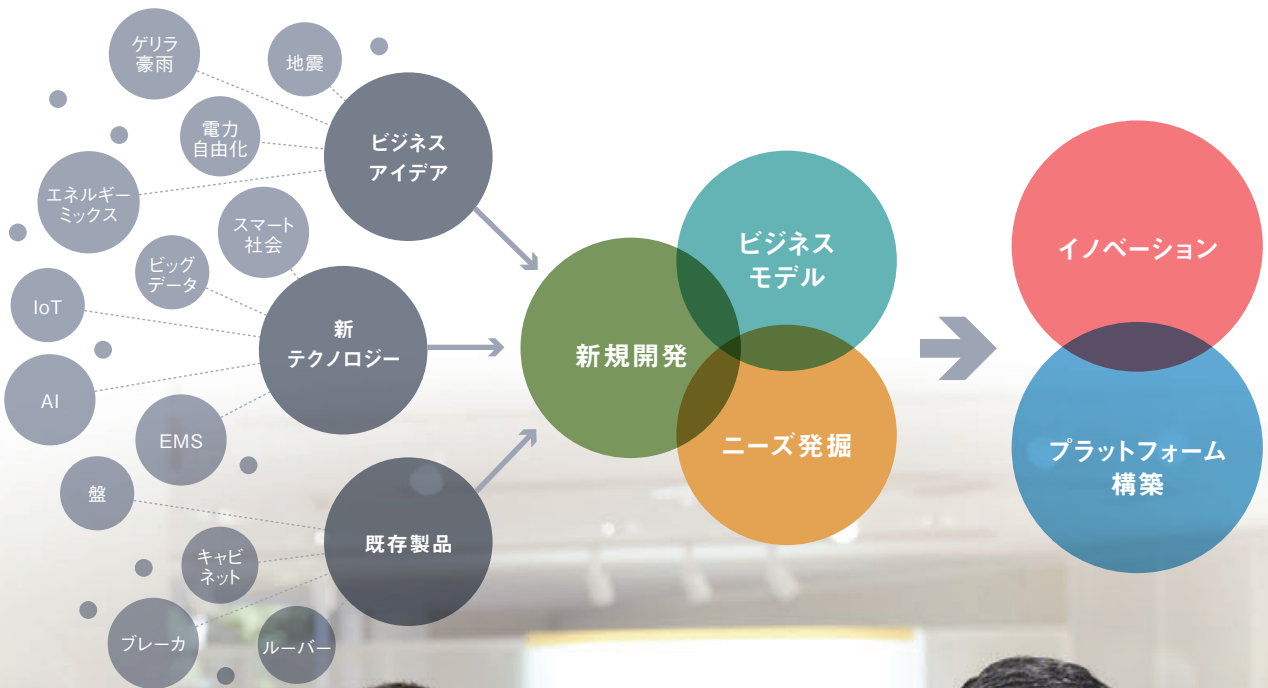 ゲリラ
豪雨
地震
電力
自由化
エネルギー
ミックス
ビジネス
アイデア
スマート
社会
ビッグ
データ
IoT
AI
EMS
新
テクノロジー
盤
キャビ
ネット
ブレーカ
ルーバー
既存製品
新規開発
ビジネス
モデル
ニーズ発掘
イノベーション
プラットフォーム
構築